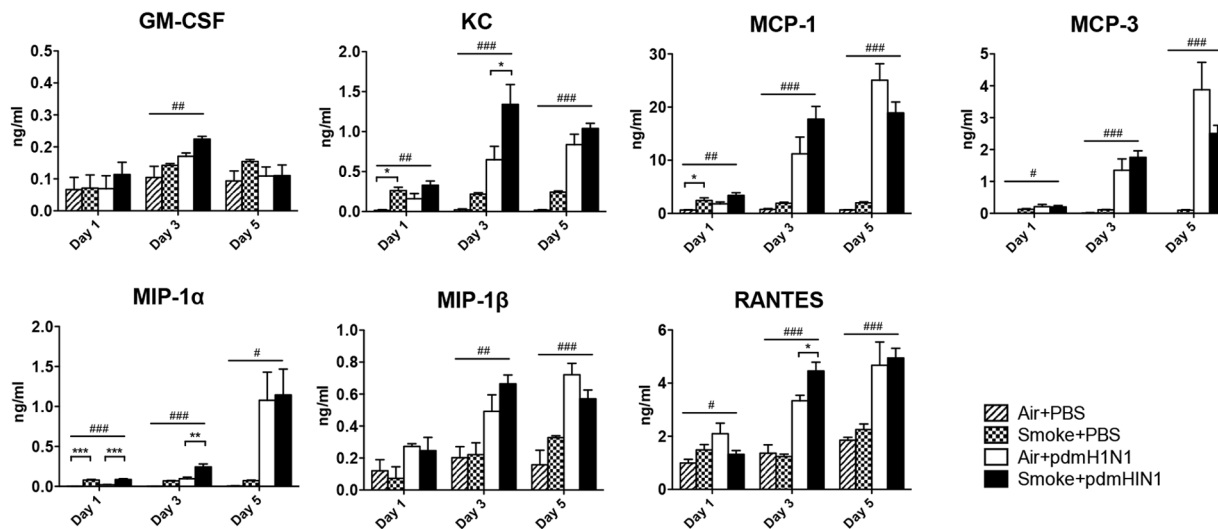 GM-CSF
ng/ml
0.5
0.4
0.3
0.2
0.1
0.0
##
Day 1
Day 3
Day 5
KC
ng/ml
2.0
1.5
1.0
0.5
0.0
*
##
###
*
###
Day 1
Day 3
Day 5
MCP-1
ng/ml
30
20
10
0
*
##
###
###
Day 1
Day 3
Day 5
MCP-3
ng/ml
5
4
3
2
1
0
#
###
###
Day 1
Day 3
Day 5
MIP-1α
ng/ml
2.0
1.5
1.0
0.5
0.0
###
*** ***
###
**
#
Day 1
Day 3
Day 5
MIP-1β
ng/ml
1.0
0.8
0.6
0.4
0.2
0.0
##
###
Day 1
Day 3
Day 5
RANTES
ng/ml
6
4
2
0
#
###
*
###
Day 1
Day 3
Day 5
Air+PBS
Smoke+PBS
Air+pdmH1N1
Smoke+pdmHIN1